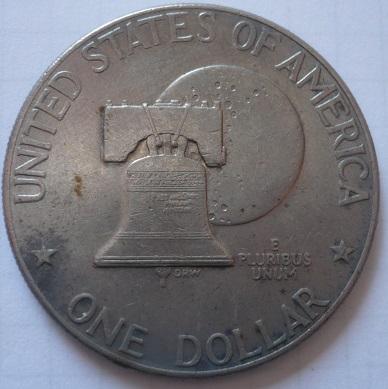 UNITED STATES OF AMERICA
E
PLURIBUS
UNUM
DRW
ONE DOLLAR